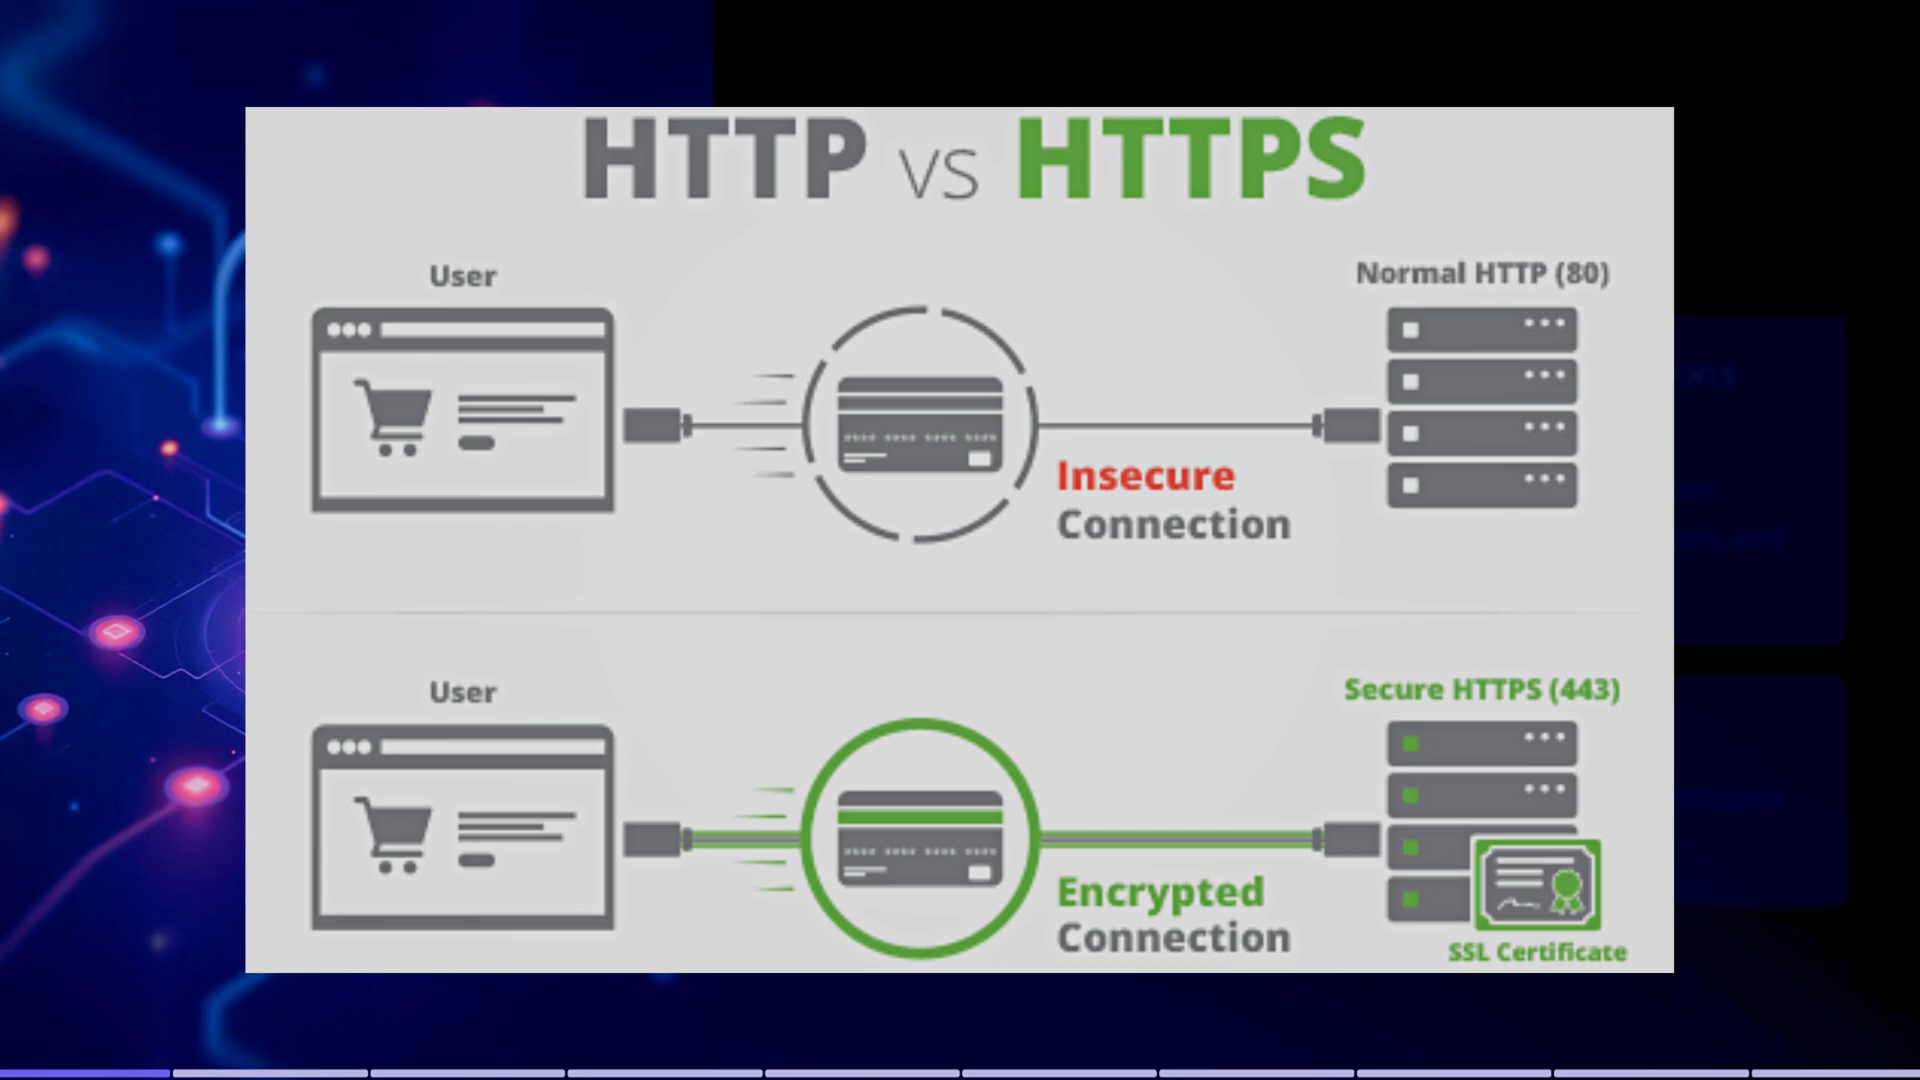 HTTP vs HTTPS
User
Normal HTTP (80)
Insecure
Connection
User
Secure HTTPS (443)
Encrypted
Connection
SSL Certificate